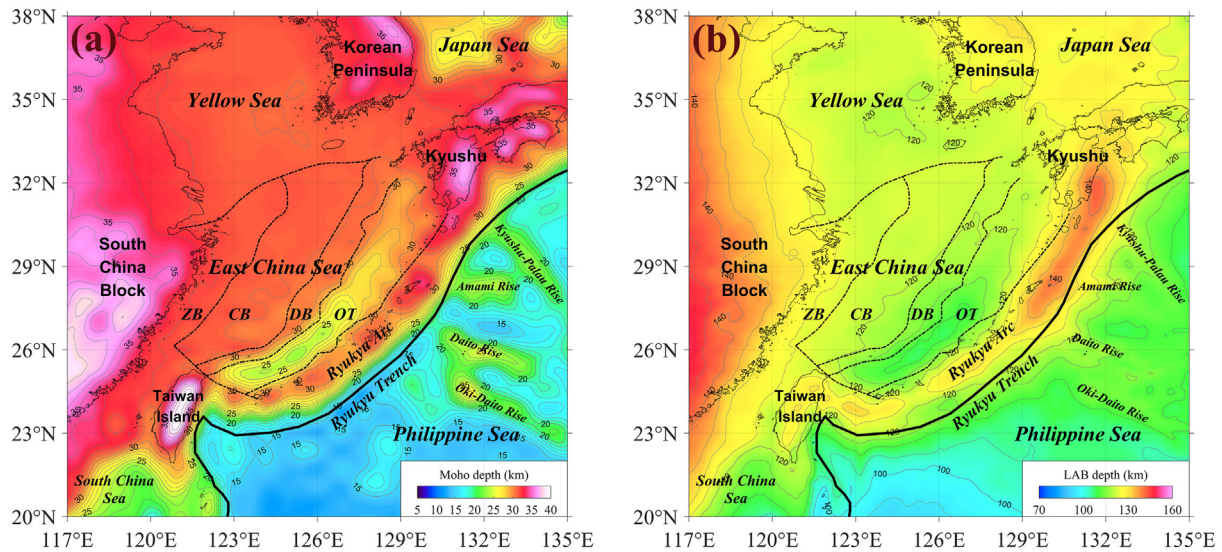 (a)
38°N
35°N
32°N
29°N
26°N
23°N
20°N
117°E
120°E
123°E
126°E
129°E
132°E
135°E
Korean
Peninsula
Japan Sea
Yellow Sea
Kyushu
South
China
Block
East China Sea
Kyushu-Palau Rise
Amami Rise
ZB
CB
DB
OT
Ryukyu Arc
Ryukyu Trench
Daito Rise
Oki-Daito Rise
Taiwan
Island
Philippine Sea
South China
Sea
Moho depth (km)
5 10 15 20 25 30 35 40
(b)
38°N
35°N
32°N
29°N
26°N
23°N
20°N
117°E
120°E
123°E
126°E
129°E
132°E
135°E
Korean
Peninsula
Japan Sea
Yellow Sea
Kyushu
South
China
Block
East China Sea
Kyushu-Palau Rise
Amami Rise
ZB
CB
DB
OT
Ryukyu Arc
Ryukyu Trench
Daito Rise
Oki-Daito Rise
Taiwan
Island
Philippine Sea
South China
Sea
LAB depth (km)
70 100 130 160